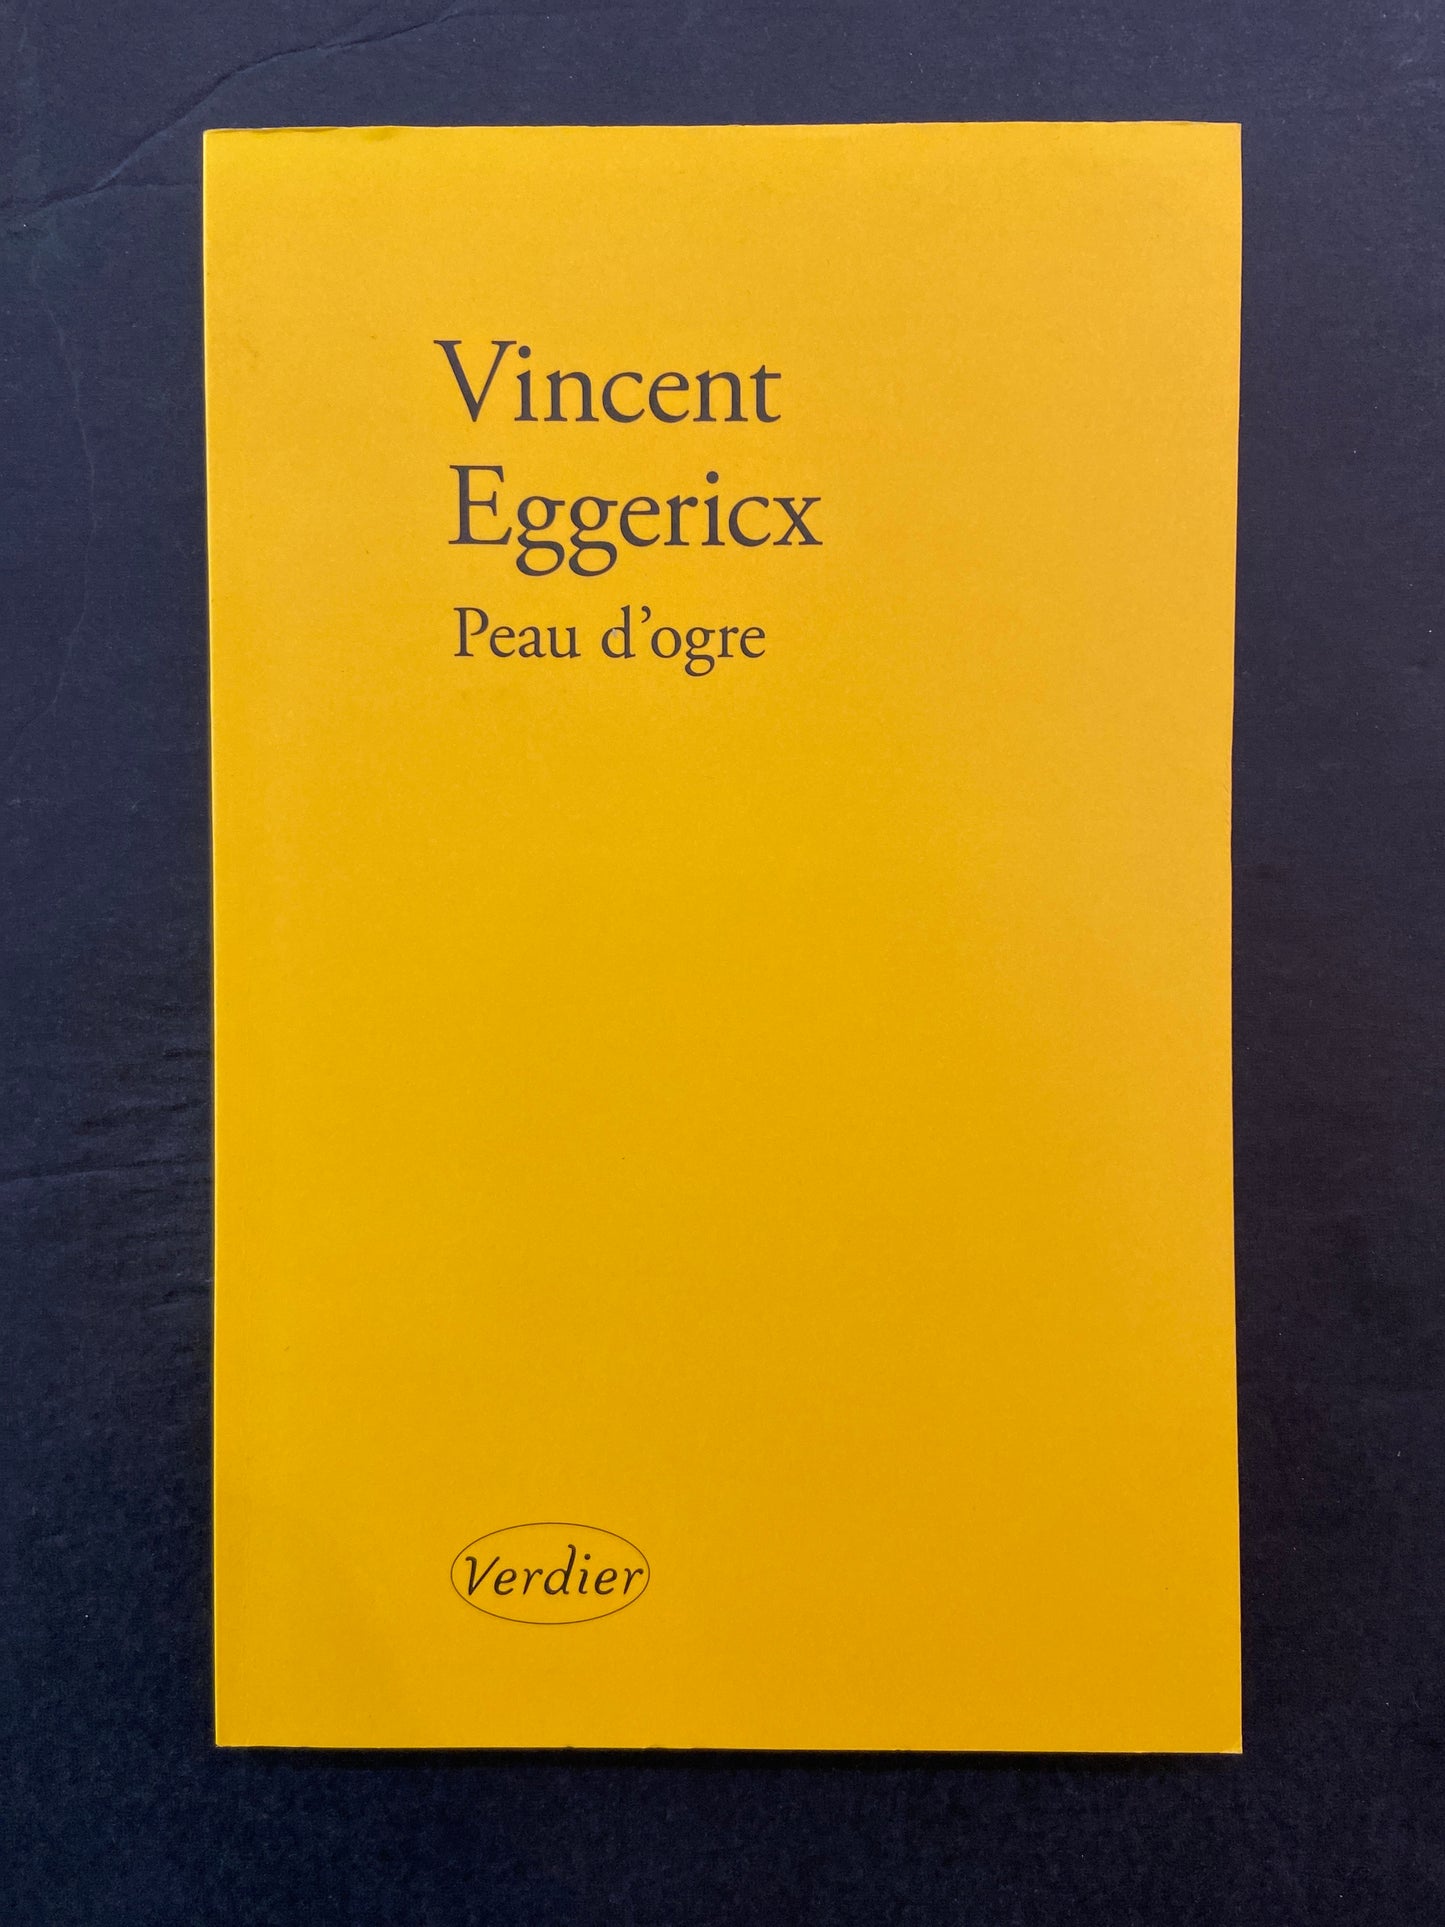 Vincent
Eggericx
Peau d’ogre
Verdier